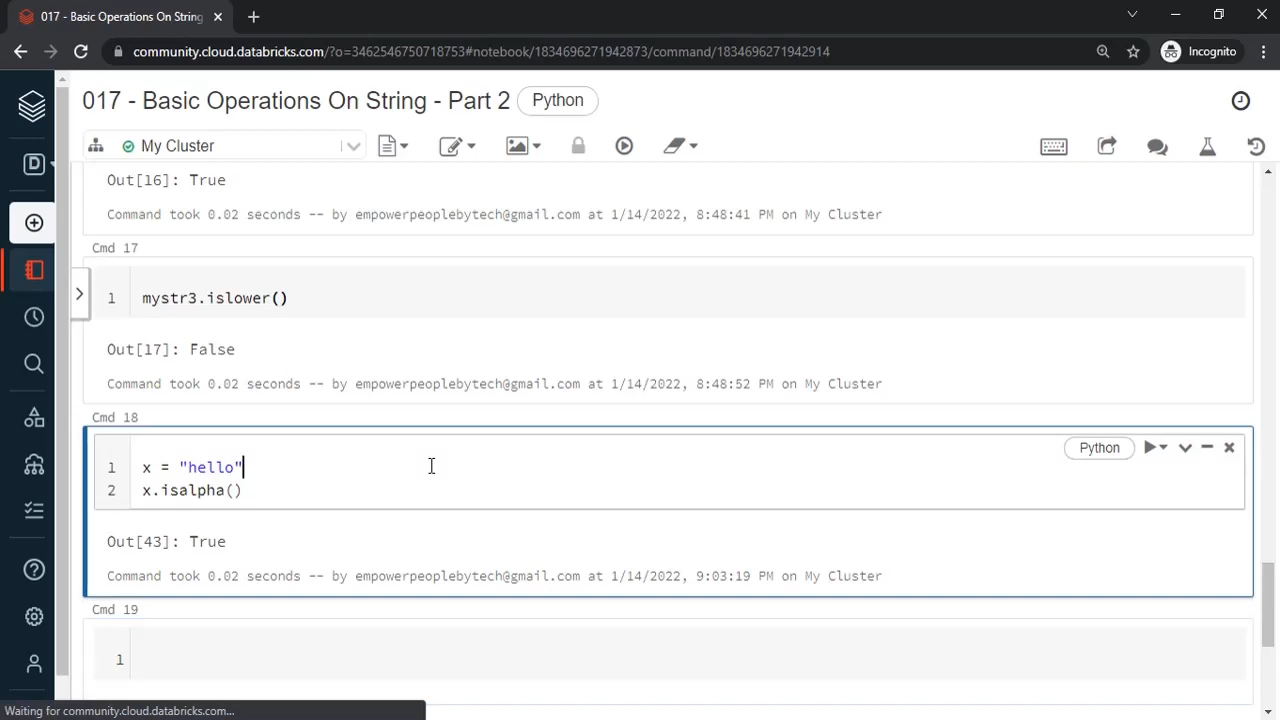 017 - Basic Operations On String
community.cloud.databricks.com/?o=3462546750718753#notebook/1834696271942873/command/1834696271942914
Incognito
017 - Basic Operations On String - Part 2
Python
D
My Cluster
Out[16]: True
Command took 0.02 seconds -- by empowerpeoplebytech@gmail.com at 1/14/2022, 8:48:41 PM on My Cluster
Cmd 17
1 mystr3.islower()
Out[17]: False
Command took 0.02 seconds -- by empowerpeoplebytech@gmail.com at 1/14/2022, 8:48:52 PM on My Cluster
Cmd 18
Python
1 x = "hello"
2 x.isalpha()
Out[43]: True
Command took 0.02 seconds -- by empowerpeoplebytech@gmail.com at 1/14/2022, 9:03:19 PM on My Cluster
Cmd 19
1
Waiting for community.cloud.databricks.com...